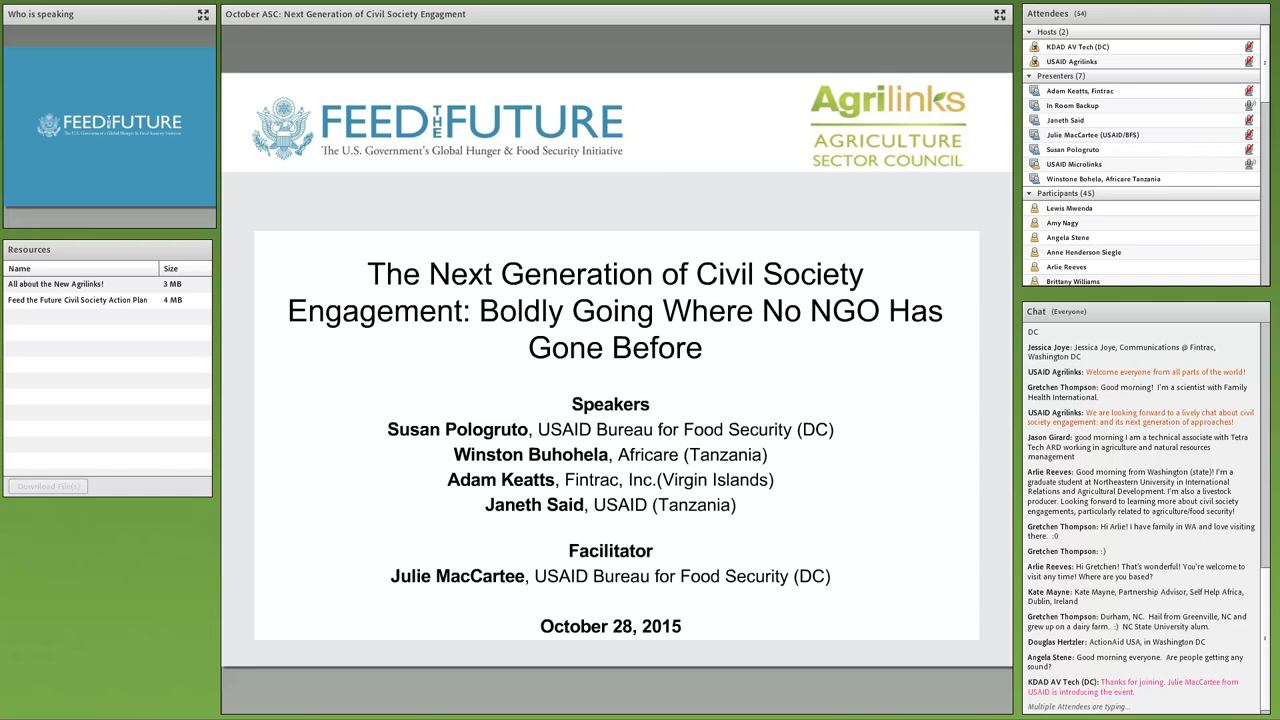 Who is speaking
FEED THE FUTURE
The U.S. Government's Global Hunger & Food Security Initiative
Resources
Name Size
All about the New Agrilinks! 3 MB
Feed the Future Civil Society Action Plan 4 MB
Download File(s)
October ASC: Next Generation of Civil Society Engagment
FEED THE FUTURE
The U.S. Government's Global Hunger & Food Security Initiative
Agrilinks
AGRICULTURE
SECTOR COUNCIL
The Next Generation of Civil Society
Engagement: Boldly Going Where No NGO Has
Gone Before
Speakers
Susan Pologruto, USAID Bureau for Food Security (DC)
Winston Buhohela, Africare (Tanzania)
Adam Keatts, Fintrac, Inc.(Virgin Islands)
Janeth Said, USAID (Tanzania)
Facilitator
Julie MacCartee, USAID Bureau for Food Security (DC)
October 28, 2015
Attendees (54)
Hosts (2)
KDAD AV Tech (DC)
USAID Agrilinks
Presenters (7)
Adam Keatts, Fintrac
In Room Backup
Janeth Said
Julie MacCartee (USAID/BFS)
Susan Pologruto
USAID Microlinks
Winstone Bohela, Africare Tanzania
Participants (45)
Lewis Mwenda
Amy Nagy
Angela Stene
Anne Henderson Siegle
Arlie Reeves
Brittany Williams
Chat (Everyone)
DC
Jessica Joye: Jessica Joye, Communications @ Fintrac,
Washington DC
USAID Agrilinks: Welcome everyone from all parts of the world!
Gretchen Thompson: Good morning! I'm a scientist with Family
Health International.
USAID Agrilinks: We are looking forward to a lively chat about civil
society engagement: and its next generation of approaches!
Jason Girard: good morning I am a technical associate with Tetra
Tech ARD working in agriculture and natural resources
management
Arlie Reeves: Good morning from Washington (state)! I'm a
graduate student at Northeastern University in International
Relations and Agricultural Development. I'm also a livestock
producer. Looking forward to learning more about civil society
engagements, particularly related to agriculture/food security!
Gretchen Thompson: Hi Arlie! I have family in WA and love visiting
there. :0
Gretchen Thompson: :)
Arlie Reeves: Hi Gretchen! That's wonderful! You're welcome to
visit any time! Where are you based?
Kate Mayne: Kate Mayne, Partnership Advisor, Self Help Africa,
Dublin, Ireland
Gretchen Thompson: Durham, NC. Hail from Greenville, NC and
grew up on a dairy farm. :) NC State University alum.
Douglas Hertzler: ActionAid USA, in Washington DC
Angela Stene: Good morning everyone. Are people getting any
sound?
KDAD AV Tech (DC): Thanks for joining. Julie MacCartee from
USAID is introducing the event.
Multiple Attendees are typing...